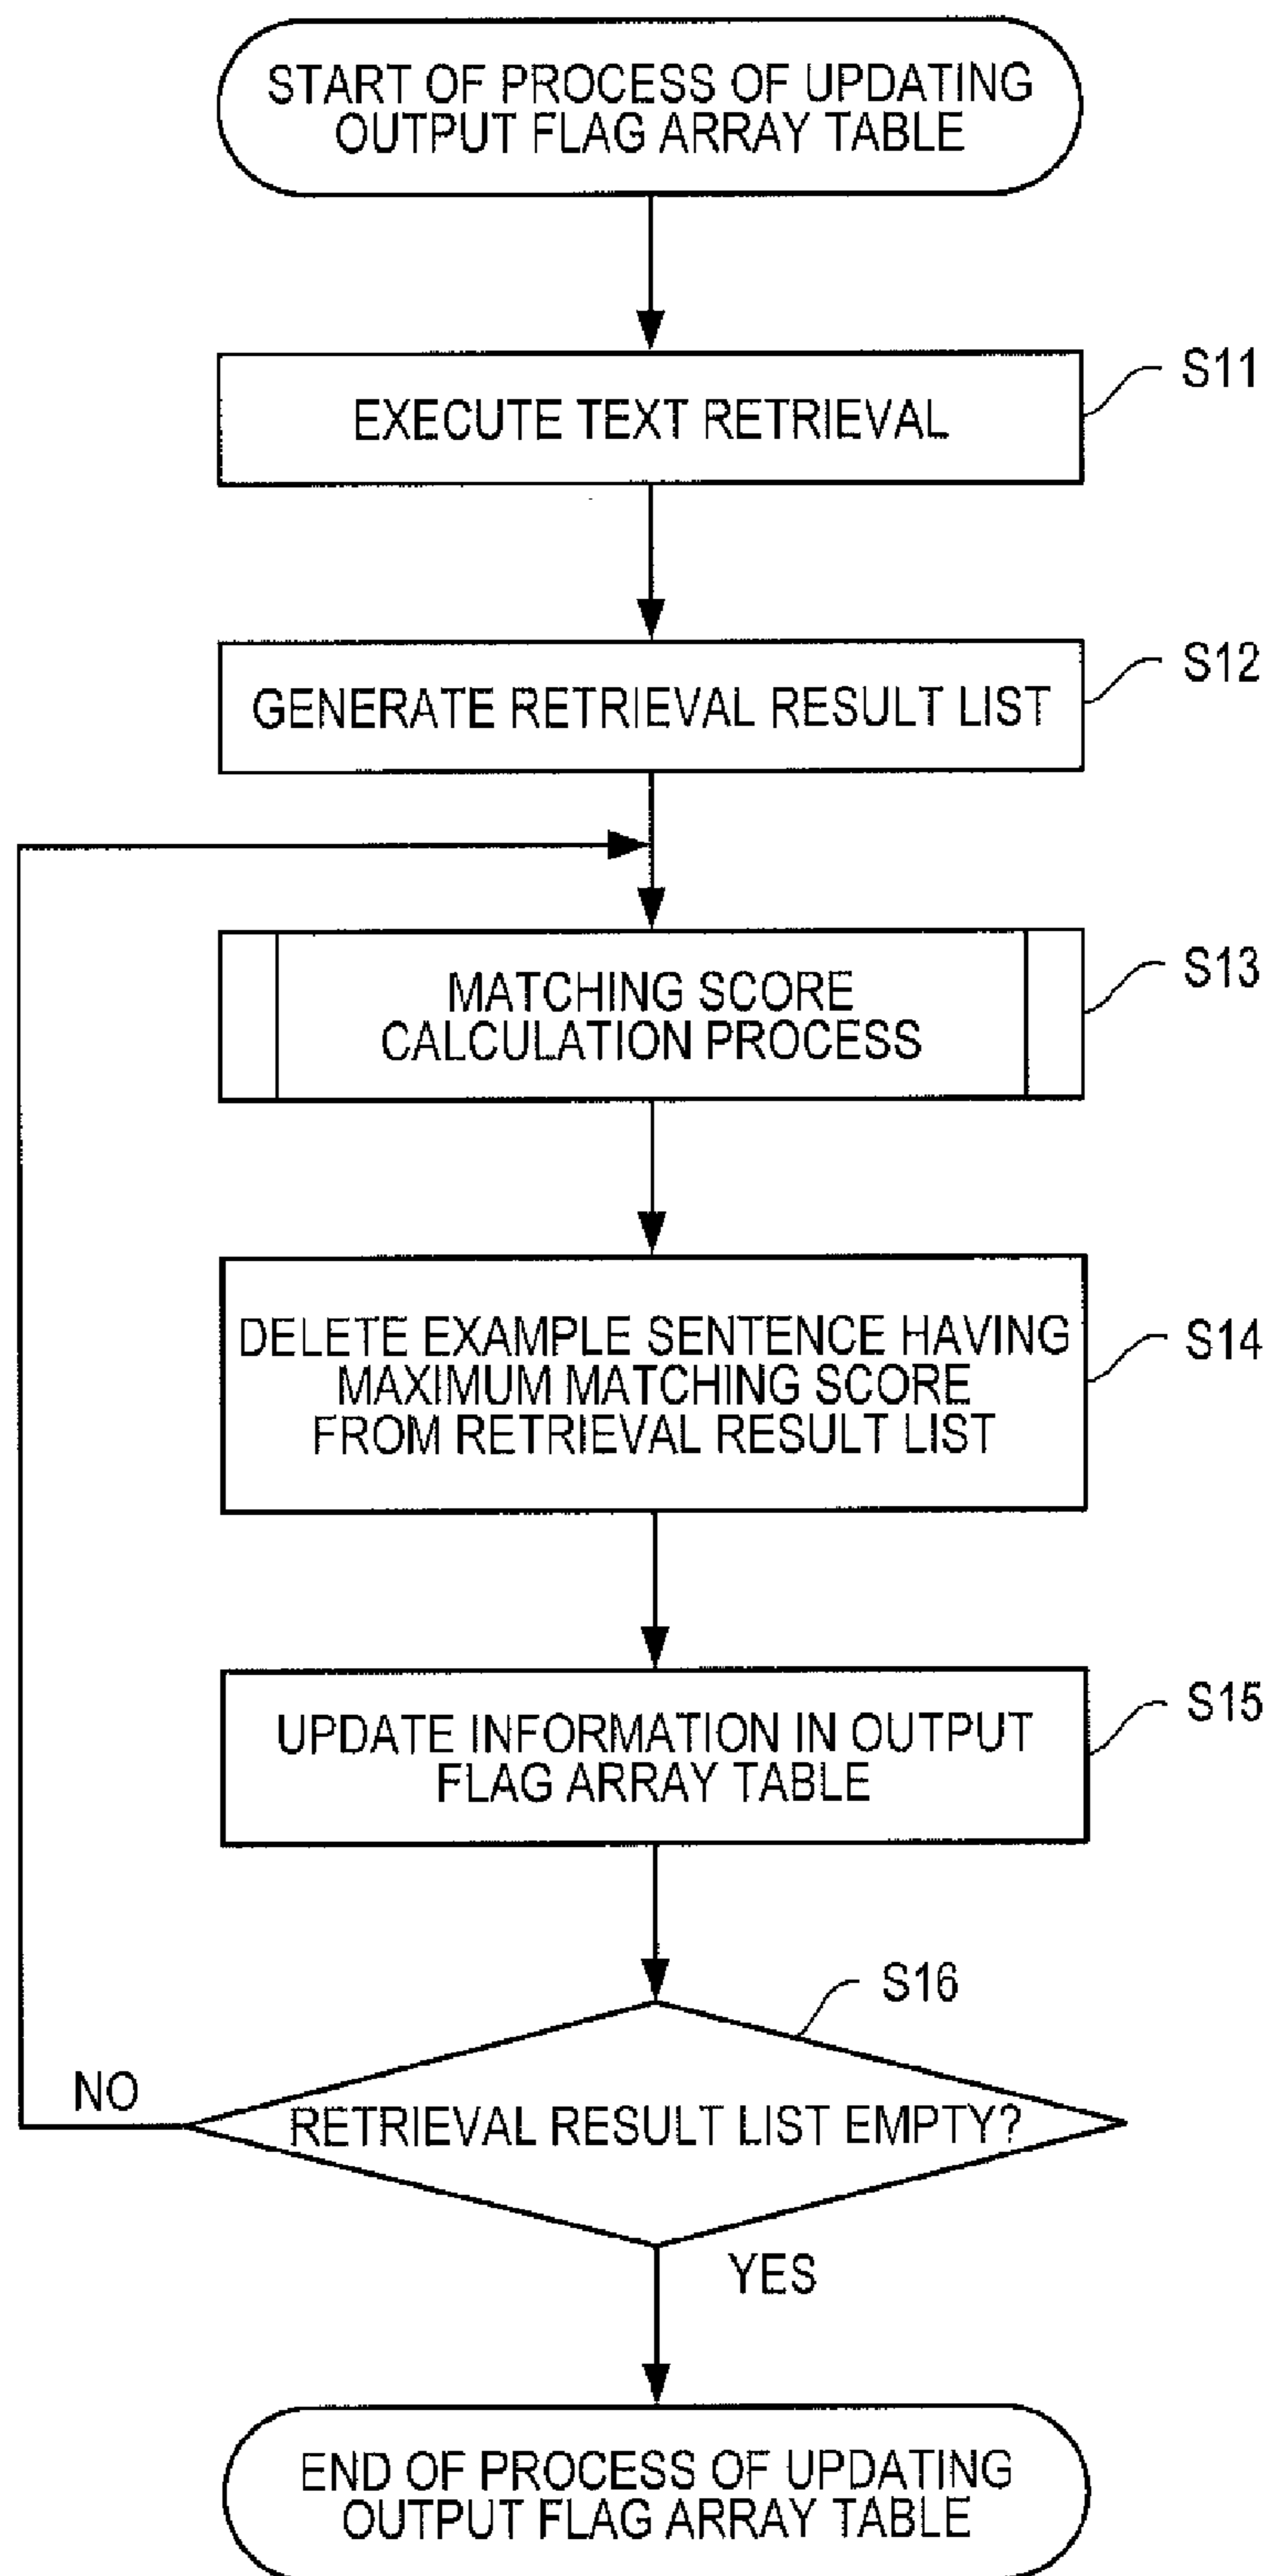 START OF PROCESS OF UPDATING
OUTPUT FLAG ARRAY TABLE
S11
EXECUTE TEXT RETRIEVAL
S12
GENERATE RETRIEVAL RESULT LIST
S13
MATCHING SCORE
CALCULATION PROCESS
S14
DELETE EXAMPLE SENTENCE HAVING
MAXIMUM MATCHING SCORE
FROM RETRIEVAL RESULT LIST
S15
UPDATE INFORMATION IN OUTPUT
FLAG ARRAY TABLE
S16
NO
RETRIEVAL RESULT LIST EMPTY?
YES
END OF PROCESS OF UPDATING
OUTPUT FLAG ARRAY TABLE